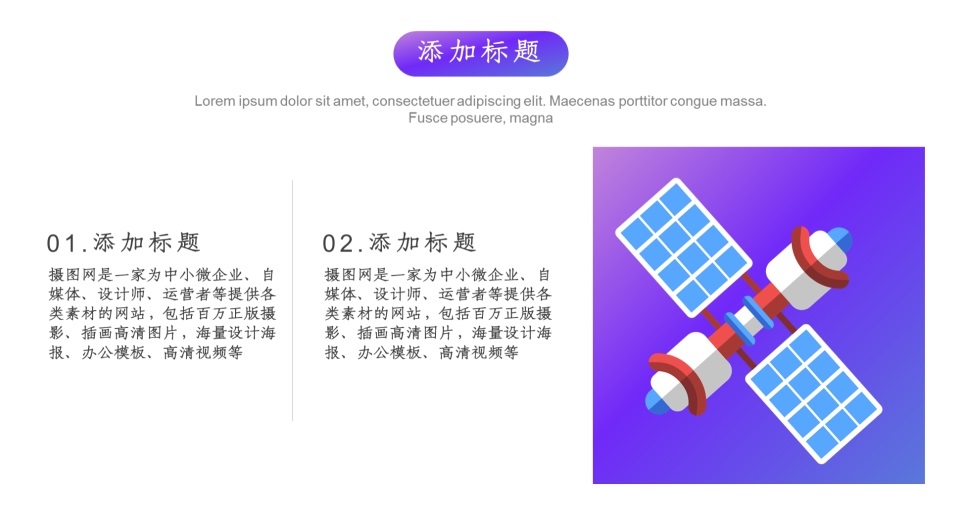 添加标题
Lorem ipsum dolor sit amet, consectetuer adipiscing elit. Maecenas porttitor congue massa.
Fusce posuere, magna
01.添加标题
摄图网是一家为中小微企业、自
媒体、设计师、运营者等提供各
类素材的网站，包括百万正版摄
影、插画高清图片，海量设计海
报、办公模板、高清视频等
02.添加标题
摄图网是一家为中小微企业、自
媒体、设计师、运营者等提供各
类素材的网站，包括百万正版摄
影、插画高清图片，海量设计海
报、办公模板、高清视频等